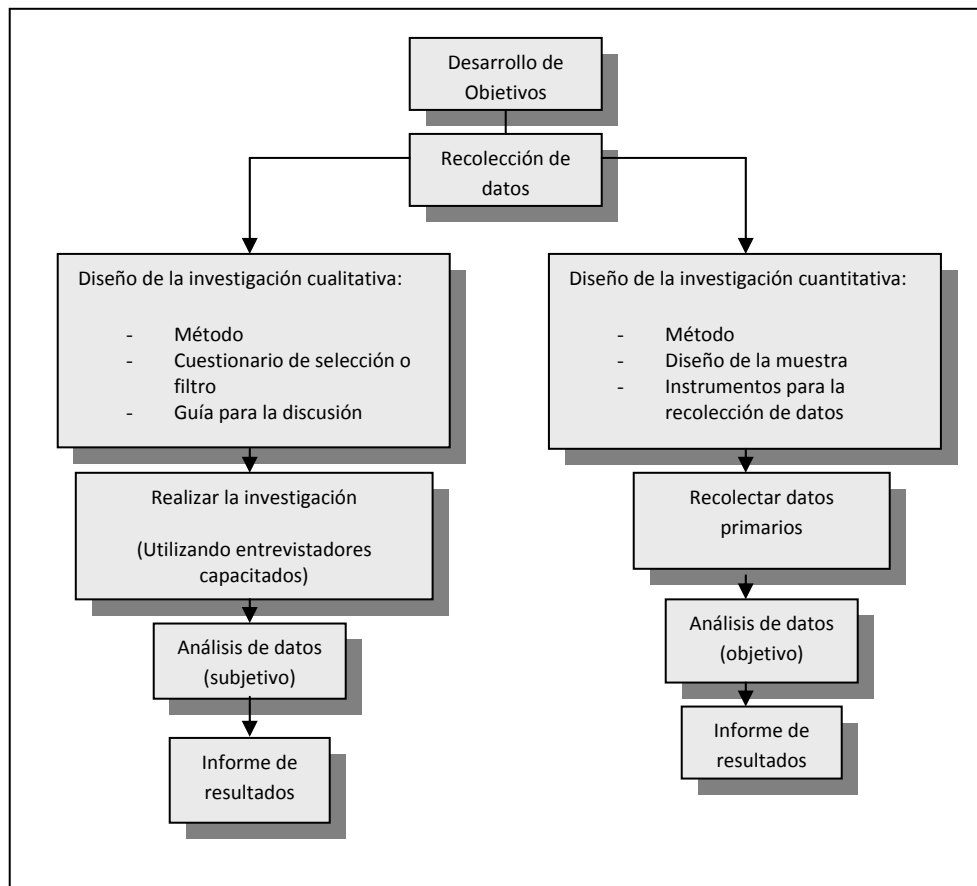 Desarrollo de
Objetivos
Recolección de
datos
Diseño de la investigación cualitativa:
- Método
- Cuestionario de selección o
filtro
- Guía para la discusión
Realizar la investigación
(Utilizando entrevistadores
capacitados)
Análisis de datos
(subjetivo)
Informe de
resultados
Diseño de la investigación cuantitativa:
- Método
- Diseño de la muestra
- Instrumentos para la
recolección de datos
Recolectar datos
primarios
Análisis de datos
(objetivo)
Informe de
resultados